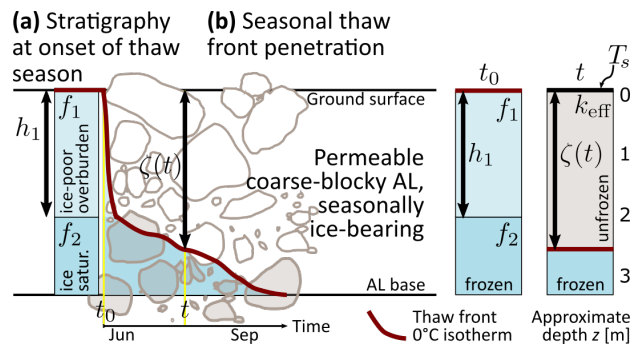 (a) Stratigraphy
at onset of thaw
season
(b) Seasonal thaw
front penetration
f₁
h₁
ice-poor
overburden
f₂
ice
satur.
t₀
Jun
t
Sep
Time
ζ(t)
Ground surface
Permeable
coarse-blocky AL,
seasonally
ice-bearing
AL base
Thaw front
0°C isotherm
t₀
f₁
h₁
f₂
frozen
t
Tₛ
k_eff
ζ(t)
unfrozen
frozen
0
1
2
3
Approximate
depth z [m]